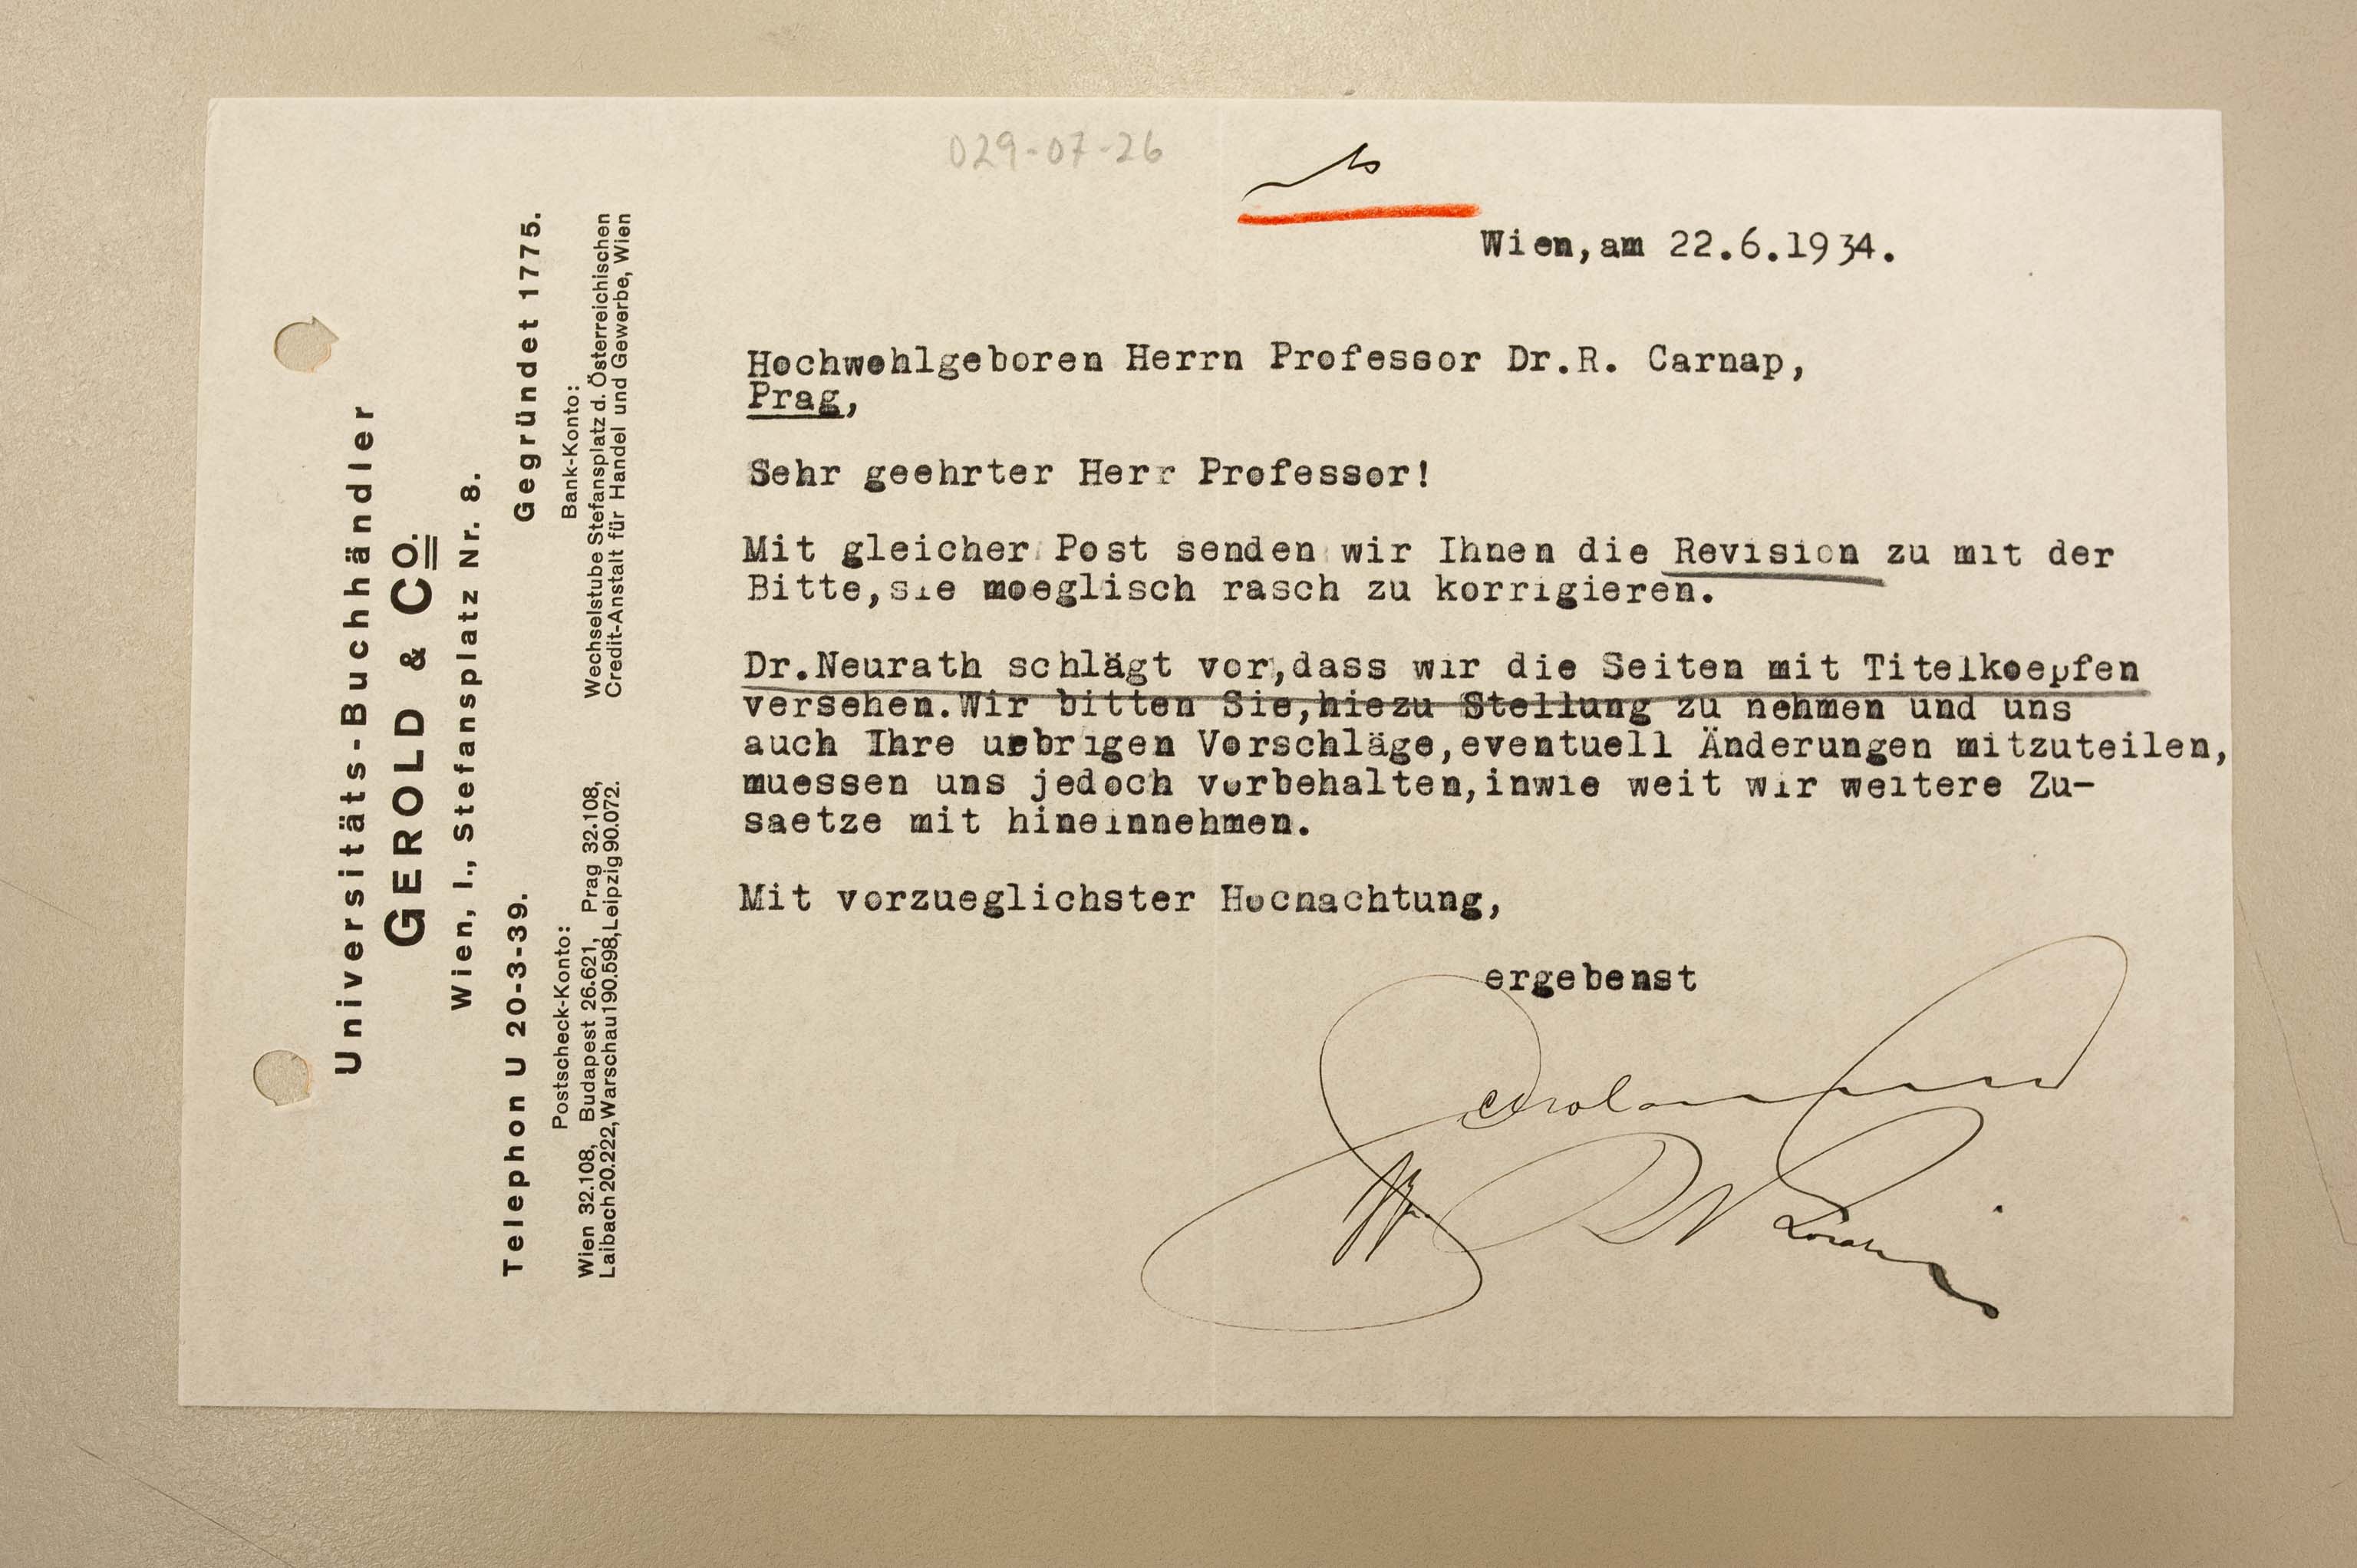 029-07-26
Universitäts-Buchhändler
GEROLD & CO.
Wien, I., Stefansplatz Nr. 8.
Telephon U 20-3-39. Gegründet 1775.
Postscheck-Konto:
Wien 32.108, Budapest 26.621, Prag 32.108,
Laibach 20.222, Warschau 190.598, Leipzig 90.072.
Bank-Konto:
Wechselstube Stefansplatz d. Österreichischen
Credit-Anstalt für Handel und Gewerbe, Wien
Wien,am 22.6.1934.
Hochwohlgeboren Herrn Professor Dr.R. Carnap,
Prag,
Sehr geehrter Herr Professor!
Mit gleicher Post senden wir Ihnen die Revision zu mit der
Bitte,sie moeglisch rasch zu korrigieren.
Dr.Neurath schlägt vor,dass wir die Seiten mit Titelkoepfen
versehen.Wir bitten Sie,hiezu Stellung zu nehmen und uns
auch Ihre uebrigen Vorschläge,eventuell Änderungen mitzuteilen,
muessen uns jedoch vorbehalten,inwie weit wir weitere Zu-
saetze mit hineinnehmen.
Mit vorzueglichster Hocnachtung,
ergebenst